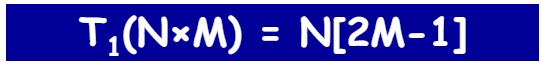 T₁(N×M) = N[2M-1]